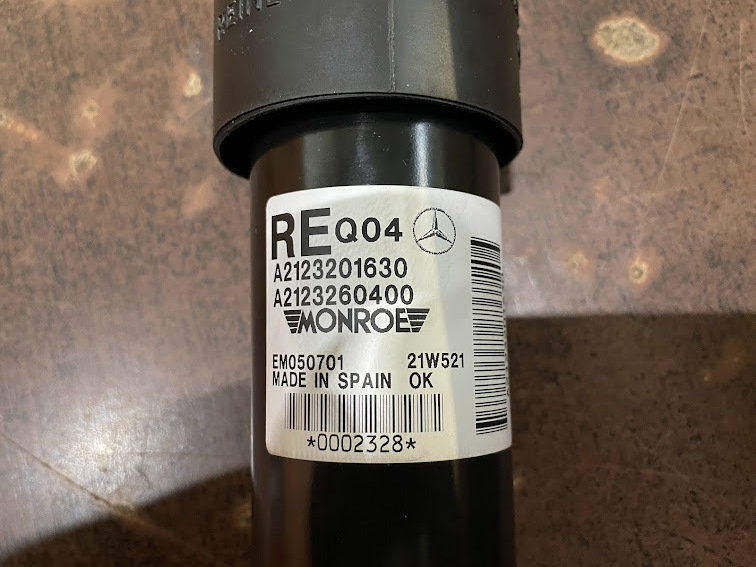 RE Q04
A2123201630
A2123260400
MONROE
EM050701 21W521
MADE IN SPAIN OK
*0002328*